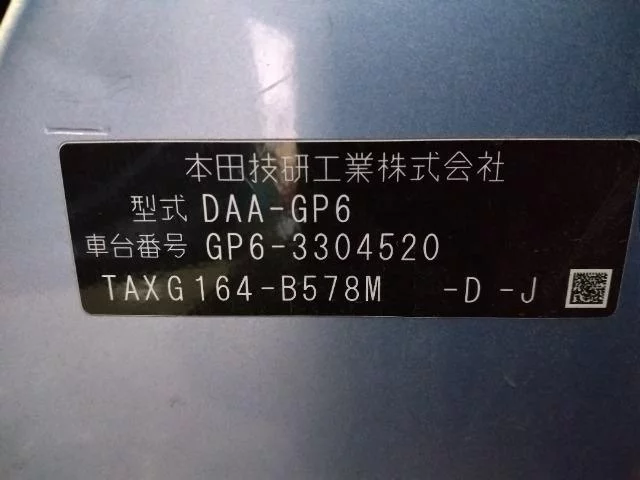 本田技研工業株式会社
型式 DAA-GP6
車台番号 GP6-3304520
TAXG164-B578M -D-J